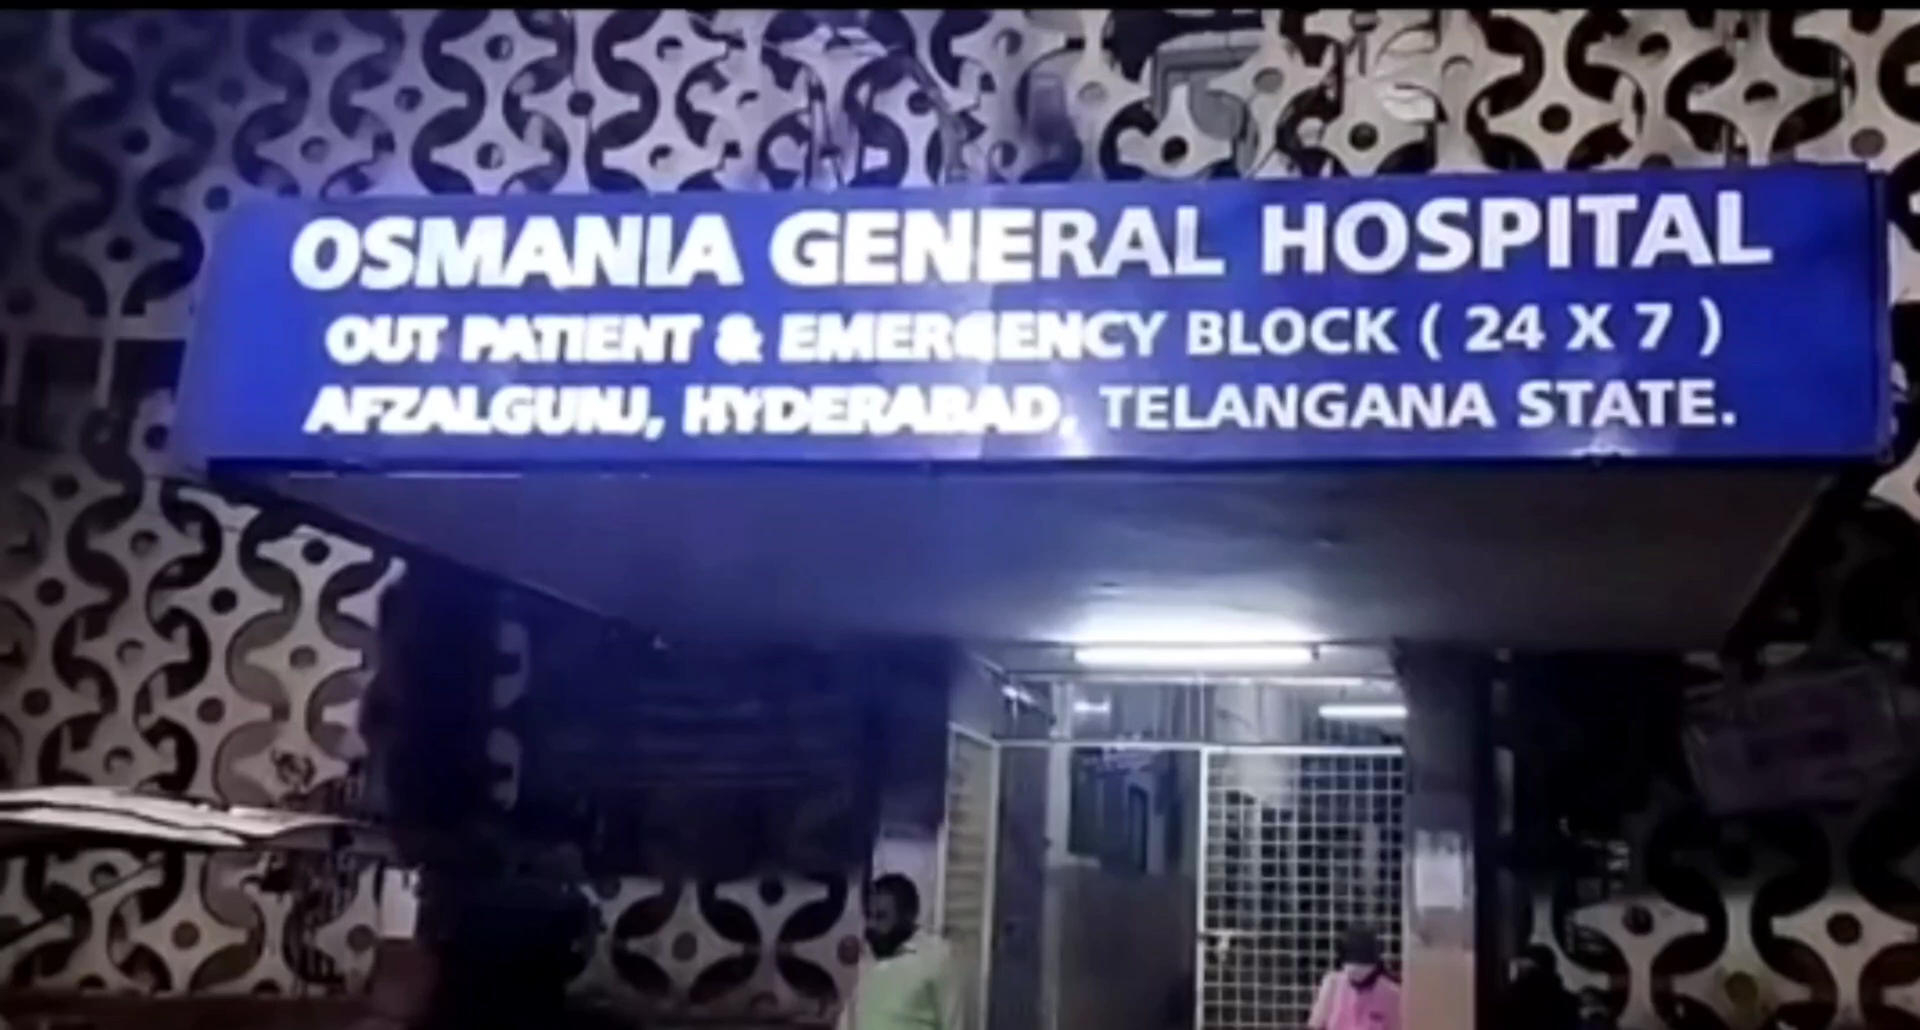 OSMANIA GENERAL HOSPITAL
OUT PATIENT & EMERGENCY BLOCK ( 24 X 7 )
AFZALGUNJ, HYDERABAD, TELANGANA STATE.